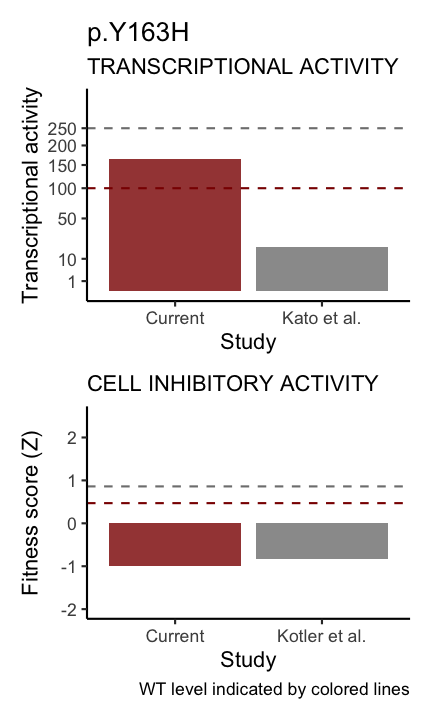 p.Y163H
TRANSCRIPTIONAL ACTIVITY
Transcriptional activity
250
200
150
100
50
10
1
Current
Kato et al.
Study
CELL INHIBITORY ACTIVITY
Fitness score (Z)
2
1
0
-1
-2
Current
Kotler et al.
Study
WT level indicated by colored lines